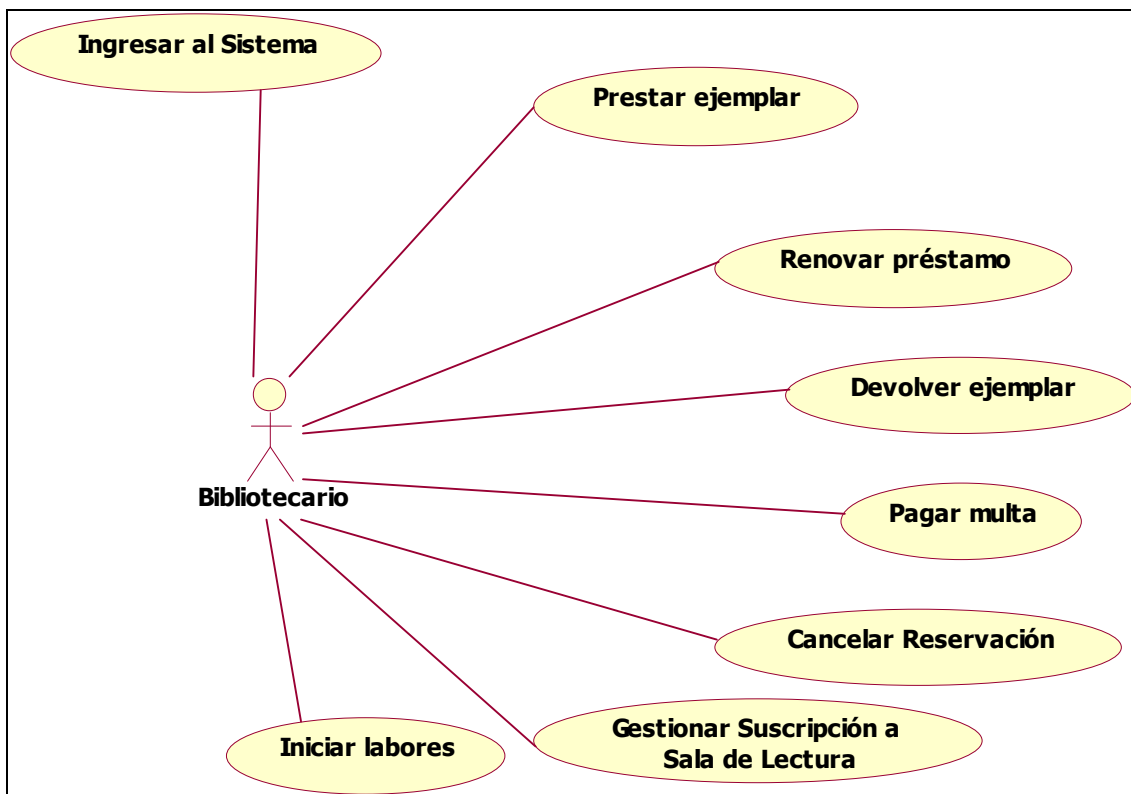 Ingresar al Sistema
Prestar ejemplar
Renovar préstamo
Devolver ejemplar
Bibliotecario
Pagar multa
Cancelar Reservación
Gestionar Suscripción a
Sala de Lectura
Iniciar labores